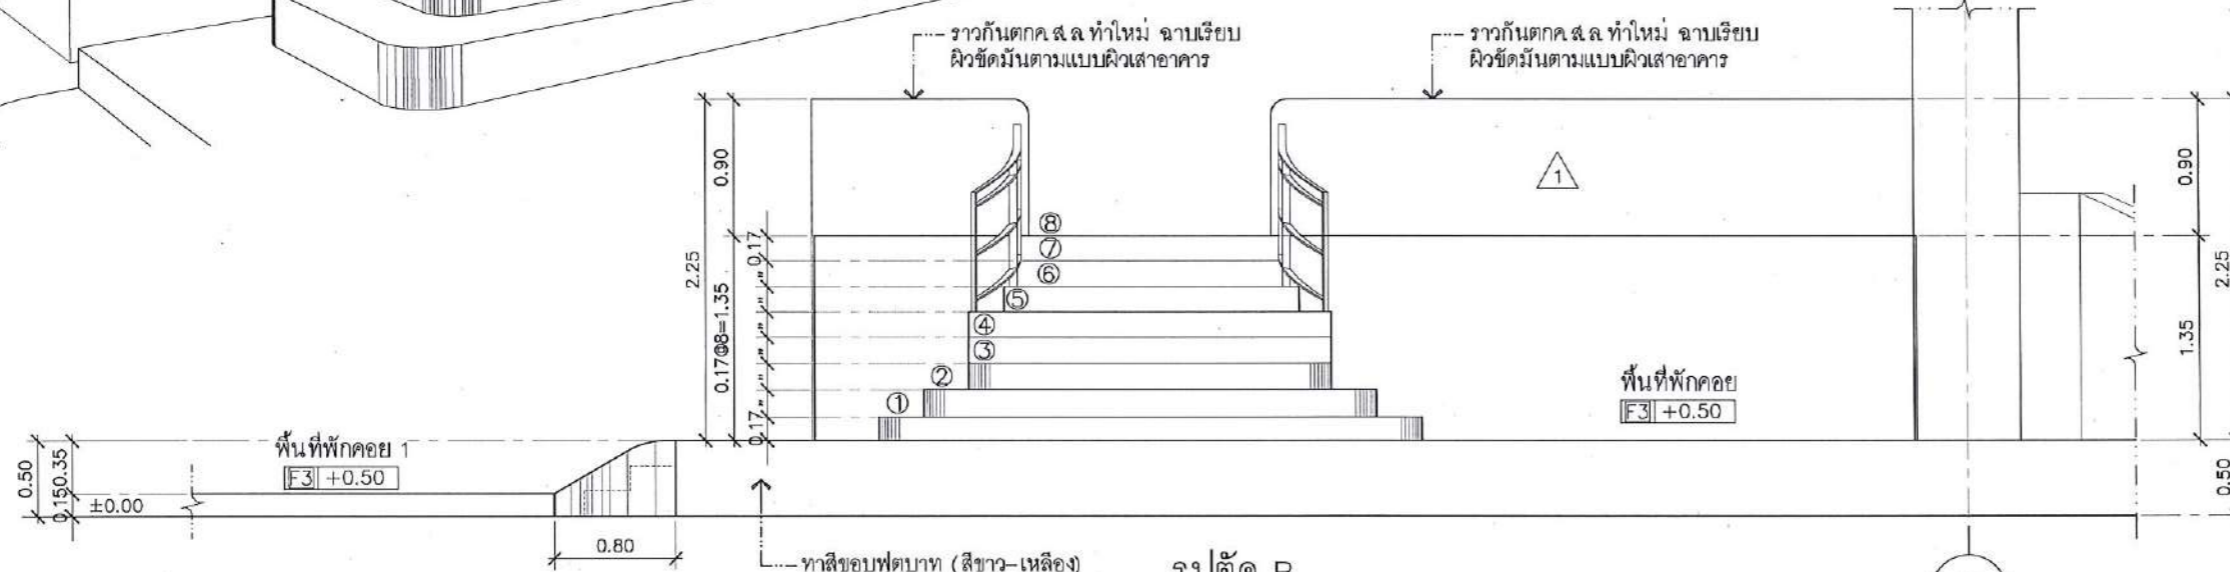 ราวกันตกค.ส.ล. ทำใหม่ ฉาบเรียบ
ผิวขัดมันตามแบบผิวเสาอาคาร
ราวกันตกค.ส.ล. ทำใหม่ ฉาบเรียบ
ผิวขัดมันตามแบบผิวเสาอาคาร
0.90
2.25
0.17@8=1.35
0.17
"
"
"
"
"
"
0.17
⑧
⑦
⑥
⑤
④
③
②
①
1
0.90
2.25
1.35
0.50
พื้นที่พักคอย
F3 +0.50
พื้นที่พักคอย 1
F3 +0.50
0.50
0.35
0.15
±0.00
0.80
ทาสีขอบฟุตบาท (สีขาว-เหลือง)
รูปตัด B